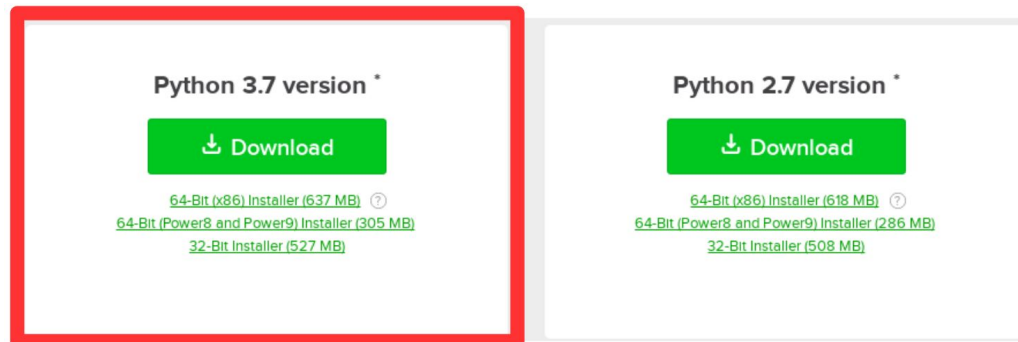 Python 3.7 version *
Download
64-Bit (x86) Installer (637 MB) ?
64-Bit (Power8 and Power9) Installer (305 MB)
32-Bit Installer (527 MB)
Python 2.7 version *
Download
64-Bit (x86) Installer (618 MB) ?
64-Bit (Power8 and Power9) Installer (286 MB)
32-Bit Installer (508 MB)